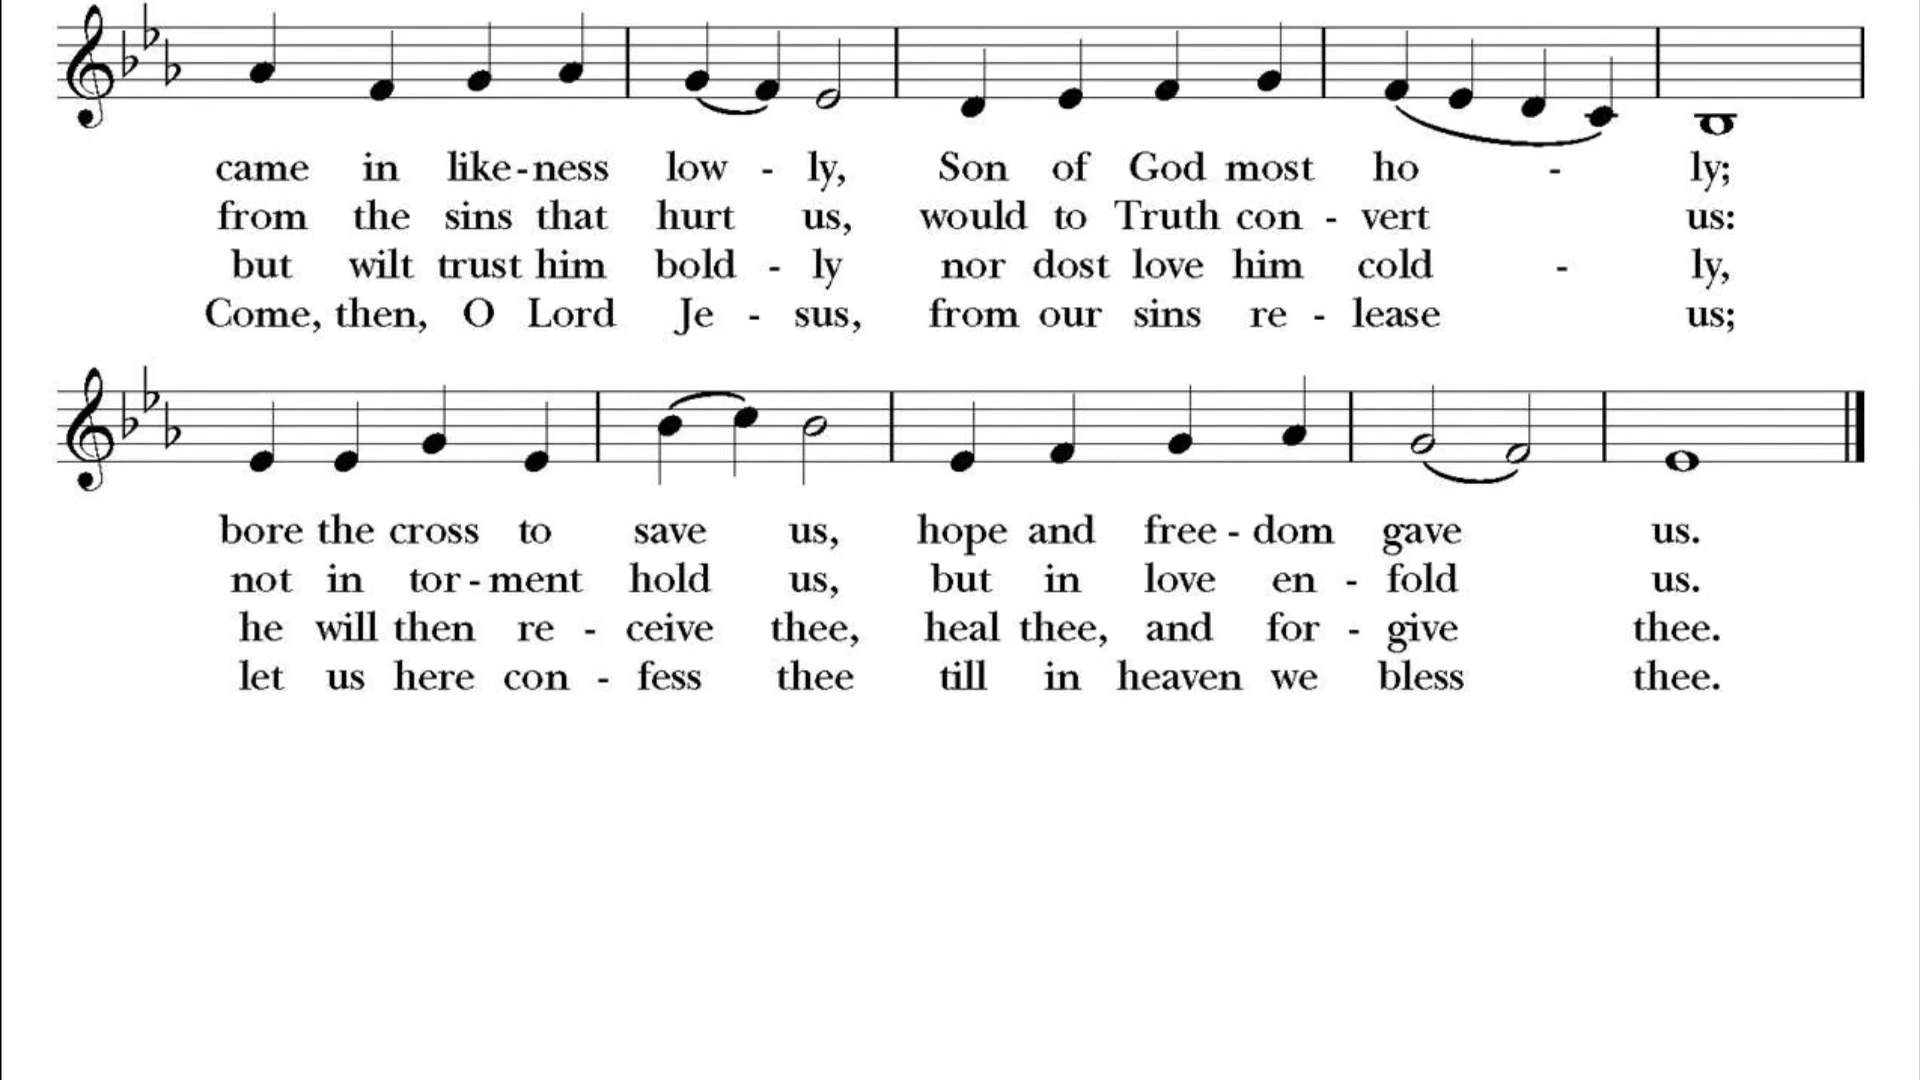 came in like-ness low - ly, Son of God most ho - ly;
from the sins that hurt us, would to Truth con - vert us:
but wilt trust him bold - ly nor dost love him cold - ly,
Come, then, O Lord Je - sus, from our sins re - lease us;
bore the cross to save us, hope and free - dom gave us.
not in tor - ment hold us, but in love en - fold us.
he will then re - ceive thee, heal thee, and for - give thee.
let us here con - fess thee till in heaven we bless thee.